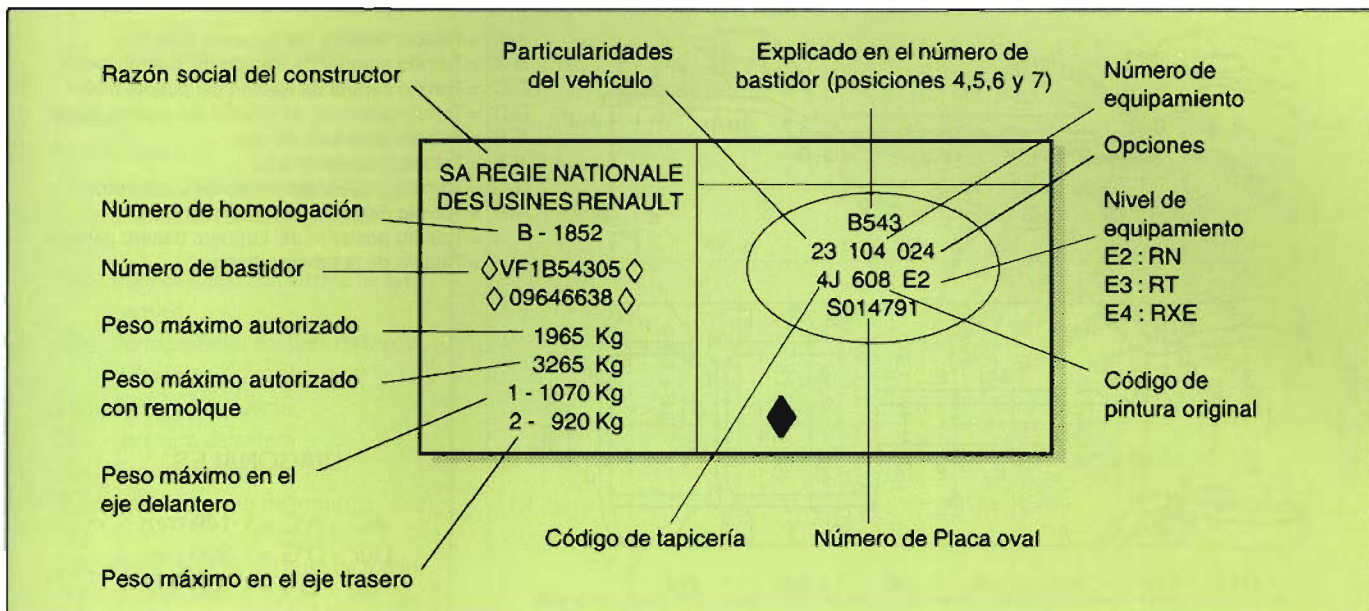 Razón social del constructor
Particularidades
del vehículo
Explicado en el número de
bastidor (posiciones 4,5,6 y 7)
Número de
equipamiento
Opciones
Nivel de
equipamiento
E2 : RN
E3 : RT
E4 : RXE
Código de
pintura original
Número de homologación
Número de bastidor
Peso máximo autorizado
Peso máximo autorizado
con remolque
Peso máximo en el
eje delantero
Peso máximo en el eje trasero
Código de tapicería
Número de Placa oval
SA REGIE NATIONALE
DES USINES RENAULT
B - 1852
◊VF1B54305◊
◊09646638◊
1965 Kg
3265 Kg
1 - 1070 Kg
2 - 920 Kg
B543
23 104 024
4J 608 E2
S014791